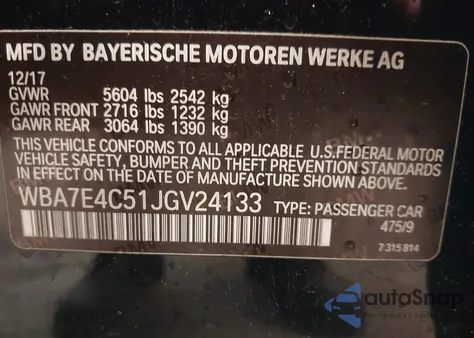 MFD BY BAYERISCHE MOTOREN WERKE AG
12/17
GVWR 5604 lbs 2542 kg
GAWR FRONT 2716 lbs 1232 kg
GAWR REAR 3064 lbs 1390 kg
THIS VEHICLE CONFORMS TO ALL APPLICABLE U.S.FEDERAL MOTOR
VEHICLE SAFETY, BUMPER AND THEFT PREVENTION STANDARDS
IN EFFECT ON THE DATE OF MANUFACTURE SHOWN ABOVE.
WBA7E4C51JGV24133 TYPE: PASSENGER CAR
475/9
7 315 814
autoSnap